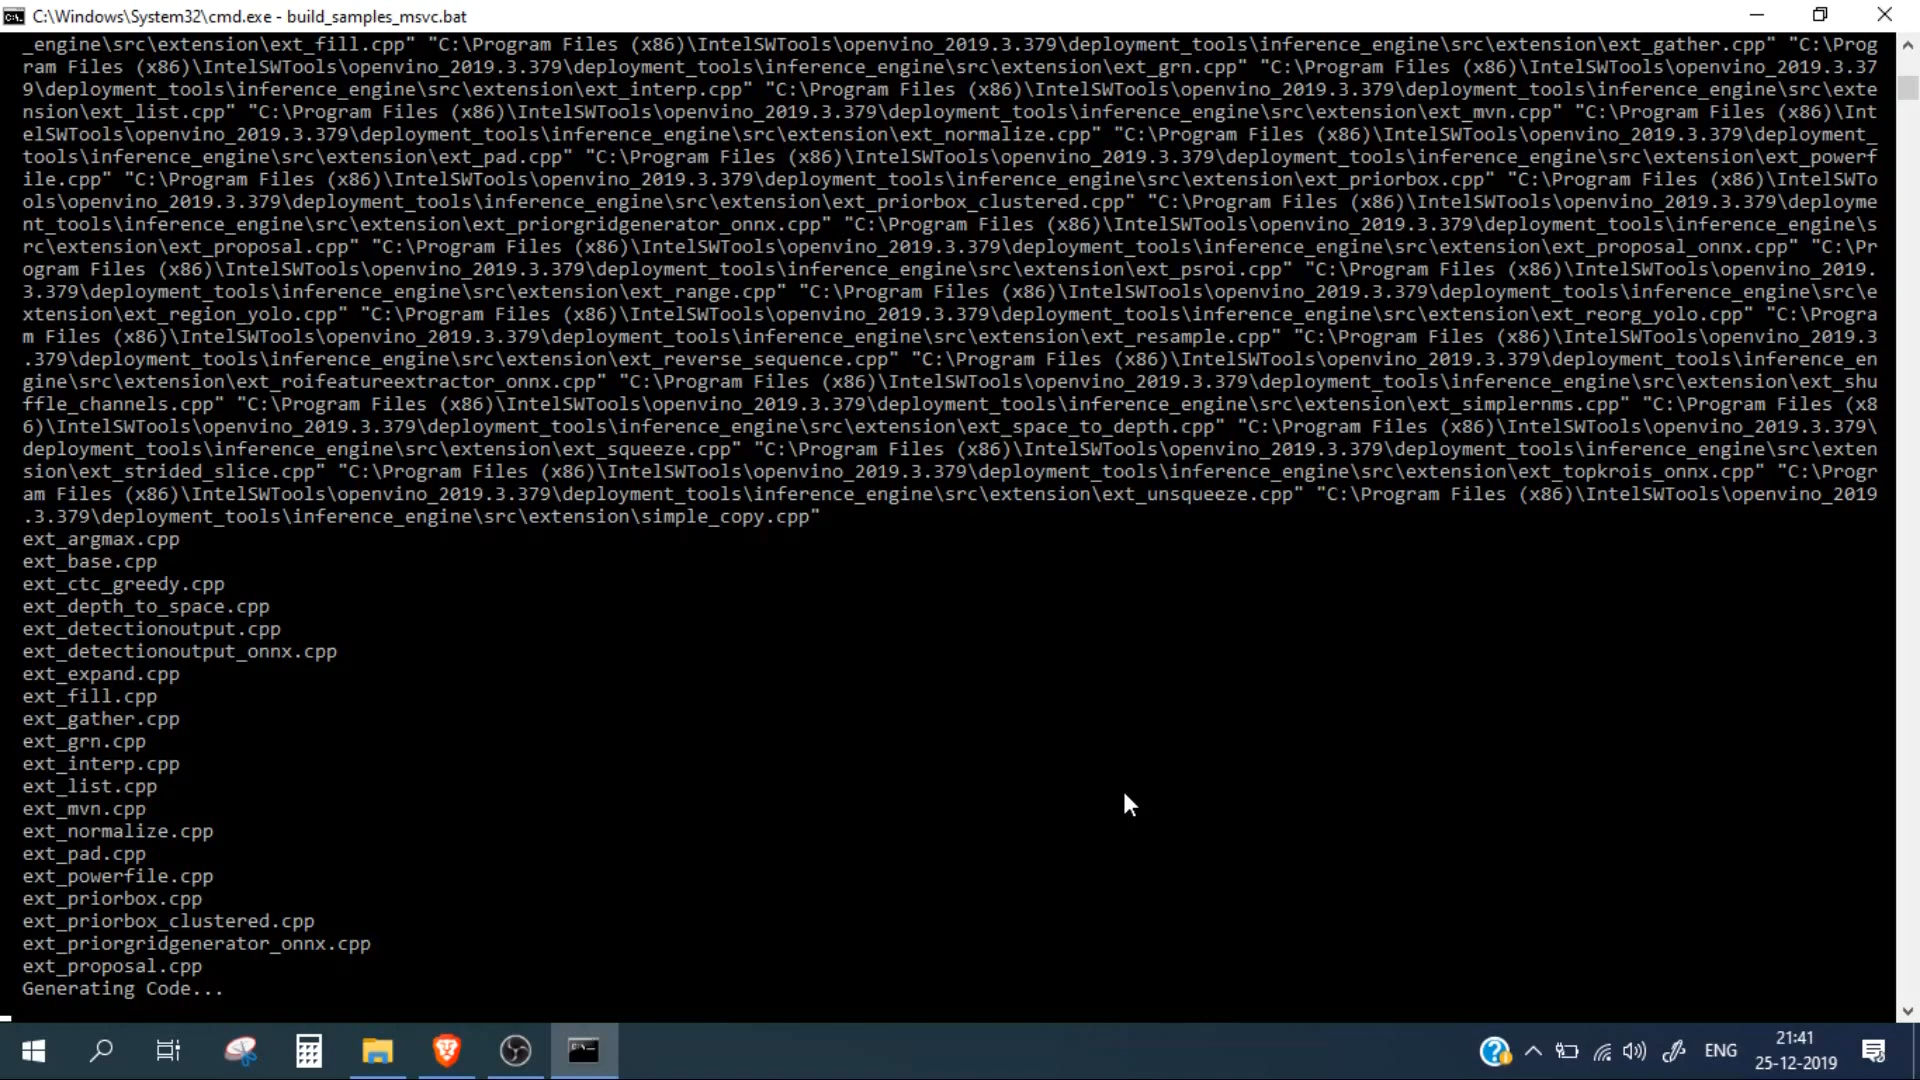 C:\Windows\System32\cmd.exe - build_samples_msvc.bat
_engine\src\extension\ext_fill.cpp" "C:\Program Files (x86)\IntelSWTools\openvino_2019.3.379\deployment_tools\inference_engine\src\extension\ext_gather.cpp" "C:\Prog
ram Files (x86)\IntelSWTools\openvino_2019.3.379\deployment_tools\inference_engine\src\extension\ext_grn.cpp" "C:\Program Files (x86)\IntelSWTools\openvino_2019.3.37
9\deployment_tools\inference_engine\src\extension\ext_interp.cpp" "C:\Program Files (x86)\IntelSWTools\openvino_2019.3.379\deployment_tools\inference_engine\src\exte
nsion\ext_list.cpp" "C:\Program Files (x86)\IntelSWTools\openvino_2019.3.379\deployment_tools\inference_engine\src\extension\ext_mvn.cpp" "C:\Program Files (x86)\Int
elSWTools\openvino_2019.3.379\deployment_tools\inference_engine\src\extension\ext_normalize.cpp" "C:\Program Files (x86)\IntelSWTools\openvino_2019.3.379\deployment_
tools\inference_engine\src\extension\ext_pad.cpp" "C:\Program Files (x86)\IntelSWTools\openvino_2019.3.379\deployment_tools\inference_engine\src\extension\ext_powerf
ile.cpp" "C:\Program Files (x86)\IntelSWTools\openvino_2019.3.379\deployment_tools\inference_engine\src\extension\ext_priorbox.cpp" "C:\Program Files (x86)\IntelSWTo
ols\openvino_2019.3.379\deployment_tools\inference_engine\src\extension\ext_priorbox_clustered.cpp" "C:\Program Files (x86)\IntelSWTools\openvino_2019.3.379\deployme
nt_tools\inference_engine\src\extension\ext_priorgridgenerator_onnx.cpp" "C:\Program Files (x86)\IntelSWTools\openvino_2019.3.379\deployment_tools\inference_engine\s
rc\extension\ext_proposal.cpp" "C:\Program Files (x86)\IntelSWTools\openvino_2019.3.379\deployment_tools\inference_engine\src\extension\ext_proposal_onnx.cpp" "C:\Pr
ogram Files (x86)\IntelSWTools\openvino_2019.3.379\deployment_tools\inference_engine\src\extension\ext_psroi.cpp" "C:\Program Files (x86)\IntelSWTools\openvino_2019.
3.379\deployment_tools\inference_engine\src\extension\ext_range.cpp" "C:\Program Files (x86)\IntelSWTools\openvino_2019.3.379\deployment_tools\inference_engine\src\e
xtension\ext_region_yolo.cpp" "C:\Program Files (x86)\IntelSWTools\openvino_2019.3.379\deployment_tools\inference_engine\src\extension\ext_reorg_yolo.cpp" "C:\Progra
m Files (x86)\IntelSWTools\openvino_2019.3.379\deployment_tools\inference_engine\src\extension\ext_resample.cpp" "C:\Program Files (x86)\IntelSWTools\openvino_2019.3
.379\deployment_tools\inference_engine\src\extension\ext_reverse_sequence.cpp" "C:\Program Files (x86)\IntelSWTools\openvino_2019.3.379\deployment_tools\inference_en
gine\src\extension\ext_roifeatureextractor_onnx.cpp" "C:\Program Files (x86)\IntelSWTools\openvino_2019.3.379\deployment_tools\inference_engine\src\extension\ext_shu
ffle_channels.cpp" "C:\Program Files (x86)\IntelSWTools\openvino_2019.3.379\deployment_tools\inference_engine\src\extension\ext_simplernms.cpp" "C:\Program Files (x8
6)\IntelSWTools\openvino_2019.3.379\deployment_tools\inference_engine\src\extension\ext_space_to_depth.cpp" "C:\Program Files (x86)\IntelSWTools\openvino_2019.3.379\
deployment_tools\inference_engine\src\extension\ext_squeeze.cpp" "C:\Program Files (x86)\IntelSWTools\openvino_2019.3.379\deployment_tools\inference_engine\src\exten
sion\ext_strided_slice.cpp" "C:\Program Files (x86)\IntelSWTools\openvino_2019.3.379\deployment_tools\inference_engine\src\extension\ext_topkrois_onnx.cpp" "C:\Progr
am Files (x86)\IntelSWTools\openvino_2019.3.379\deployment_tools\inference_engine\src\extension\ext_unsqueeze.cpp" "C:\Program Files (x86)\IntelSWTools\openvino_2019
.3.379\deployment_tools\inference_engine\src\extension\simple_copy.cpp"
ext_argmax.cpp
ext_base.cpp
ext_ctc_greedy.cpp
ext_depth_to_space.cpp
ext_detectionoutput.cpp
ext_detectionoutput_onnx.cpp
ext_expand.cpp
ext_fill.cpp
ext_gather.cpp
ext_grn.cpp
ext_interp.cpp
ext_list.cpp
ext_mvn.cpp
ext_normalize.cpp
ext_pad.cpp
ext_powerfile.cpp
ext_priorbox.cpp
ext_priorbox_clustered.cpp
ext_priorgridgenerator_onnx.cpp
ext_proposal.cpp
Generating Code...
ENG
21:41
25-12-2019